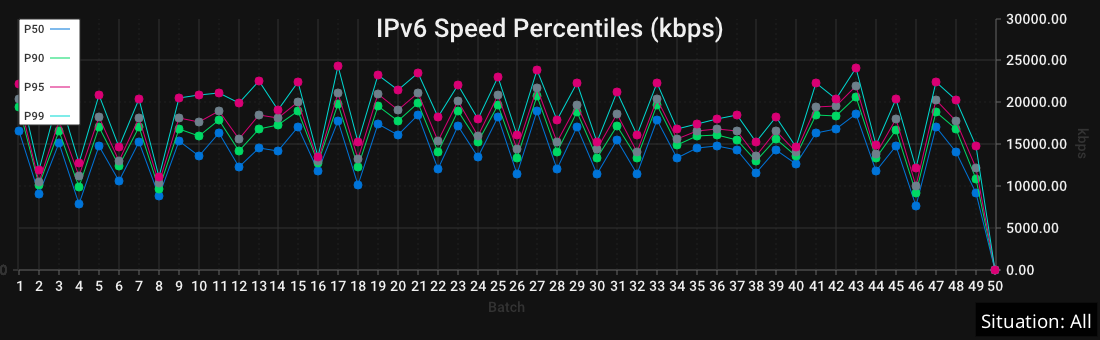 IPv6 Speed Percentiles (kbps)
P50
P90
P95
P99
30000.00
25000.00
20000.00
15000.00
10000.00
5000.00
0.00
kbps
0
1 2 3 4 5 6 7 8 9 10 11 12 13 14 15 16 17 18 19 20 21 22 23 24 25 26 27 28 29 30 31 32 33 34 35 36 37 38 39 40 41 42 43 44 45 46 47 48 49 50
Batch
Situation: All